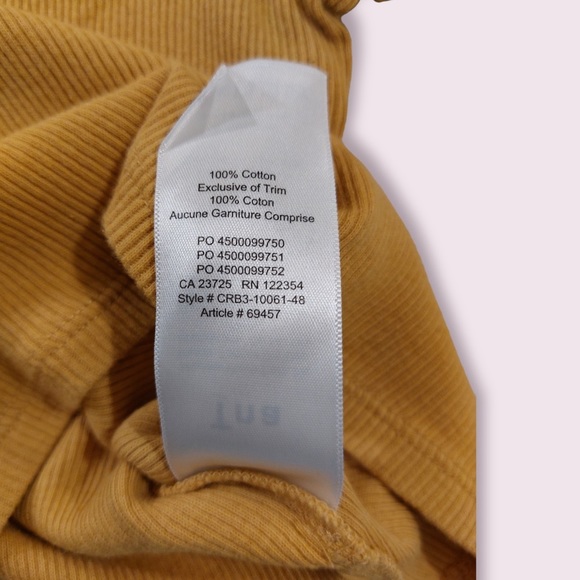 100% Cotton
Exclusive of Trim
100% Coton
Aucune Garniture Comprise
PO 4500099750
PO 4500099751
PO 4500099752
CA 23725 RN 122354
Style # CRB3-10061-48
Article # 69457
Tna